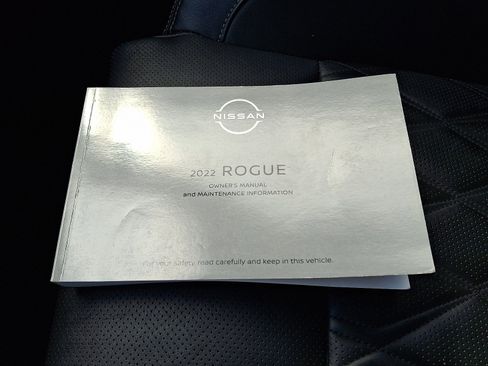 NISSAN
2022 ROGUE
OWNER'S MANUAL
and MAINTENANCE INFORMATION
For your safety, read carefully and keep in this vehicle.